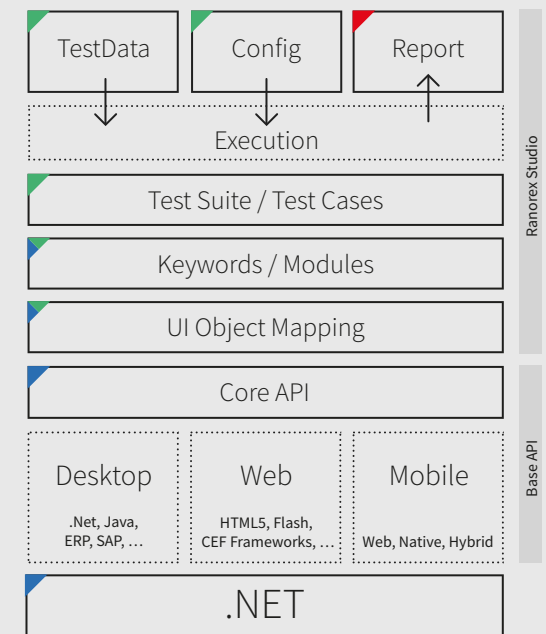 TestData
Config
Report
Execution
Test Suite / Test Cases
Keywords / Modules
UI Object Mapping
Ranorex Studio
Core API
Desktop
.Net, Java,
ERP, SAP, …
Web
HTML5, Flash,
CEF Frameworks, …
Mobile
Web, Native, Hybrid
Base API
.NET